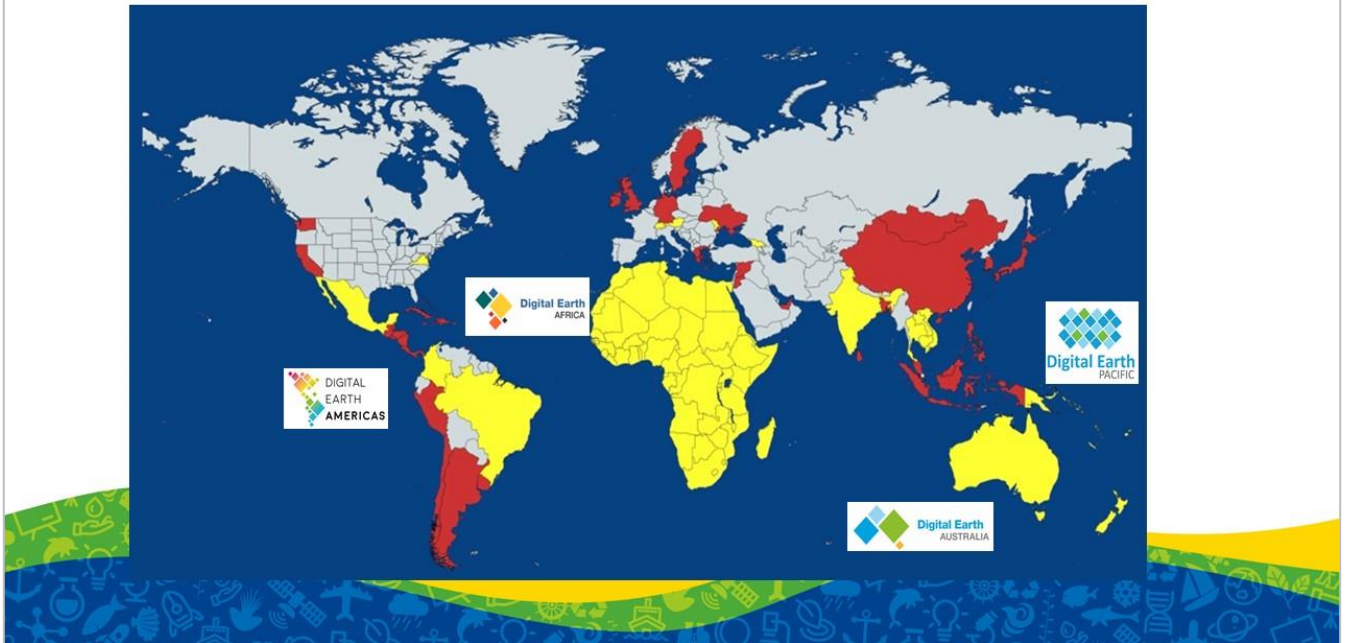 Digital Earth
AFRICA
Digital Earth
PACIFIC
DIGITAL
EARTH
AMERICAS
Digital Earth
AUSTRALIA